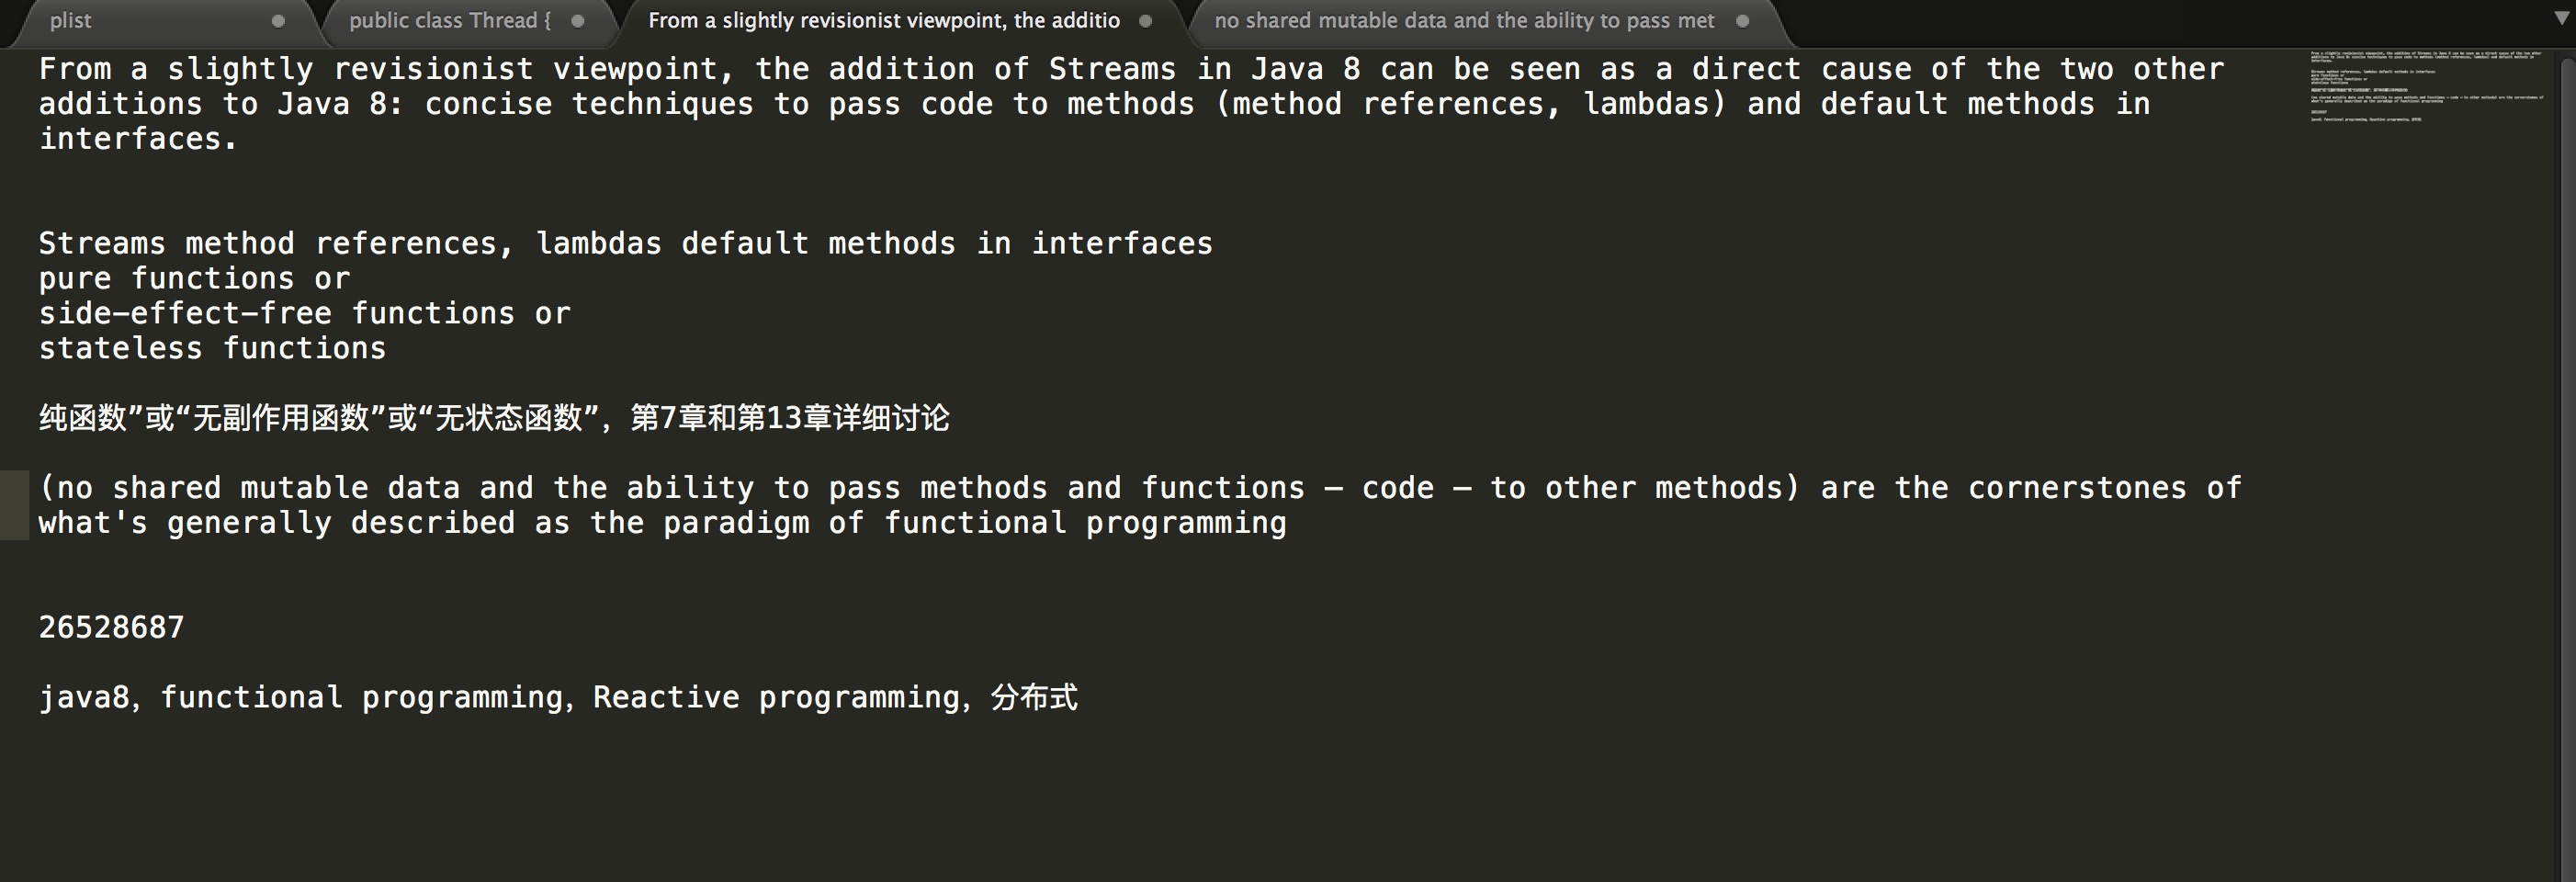 plist
public class Thread {
From a slightly revisionist viewpoint, the additio
no shared mutable data and the ability to pass met
From a slightly revisionist viewpoint, the addition of Streams in Java 8 can be seen as a direct cause of the two other
additions to Java 8: concise techniques to pass code to methods (method references, lambdas) and default methods in
interfaces.
Streams method references, lambdas default methods in interfaces
pure functions or
side-effect-free functions or
stateless functions
纯函数”或“无副作用函数”或“无状态函数”，第7章和第13章详细讨论
(no shared mutable data and the ability to pass methods and functions — code — to other methods) are the cornerstones of
what's generally described as the paradigm of functional programming
26528687
java8，functional programming，Reactive programming，分布式